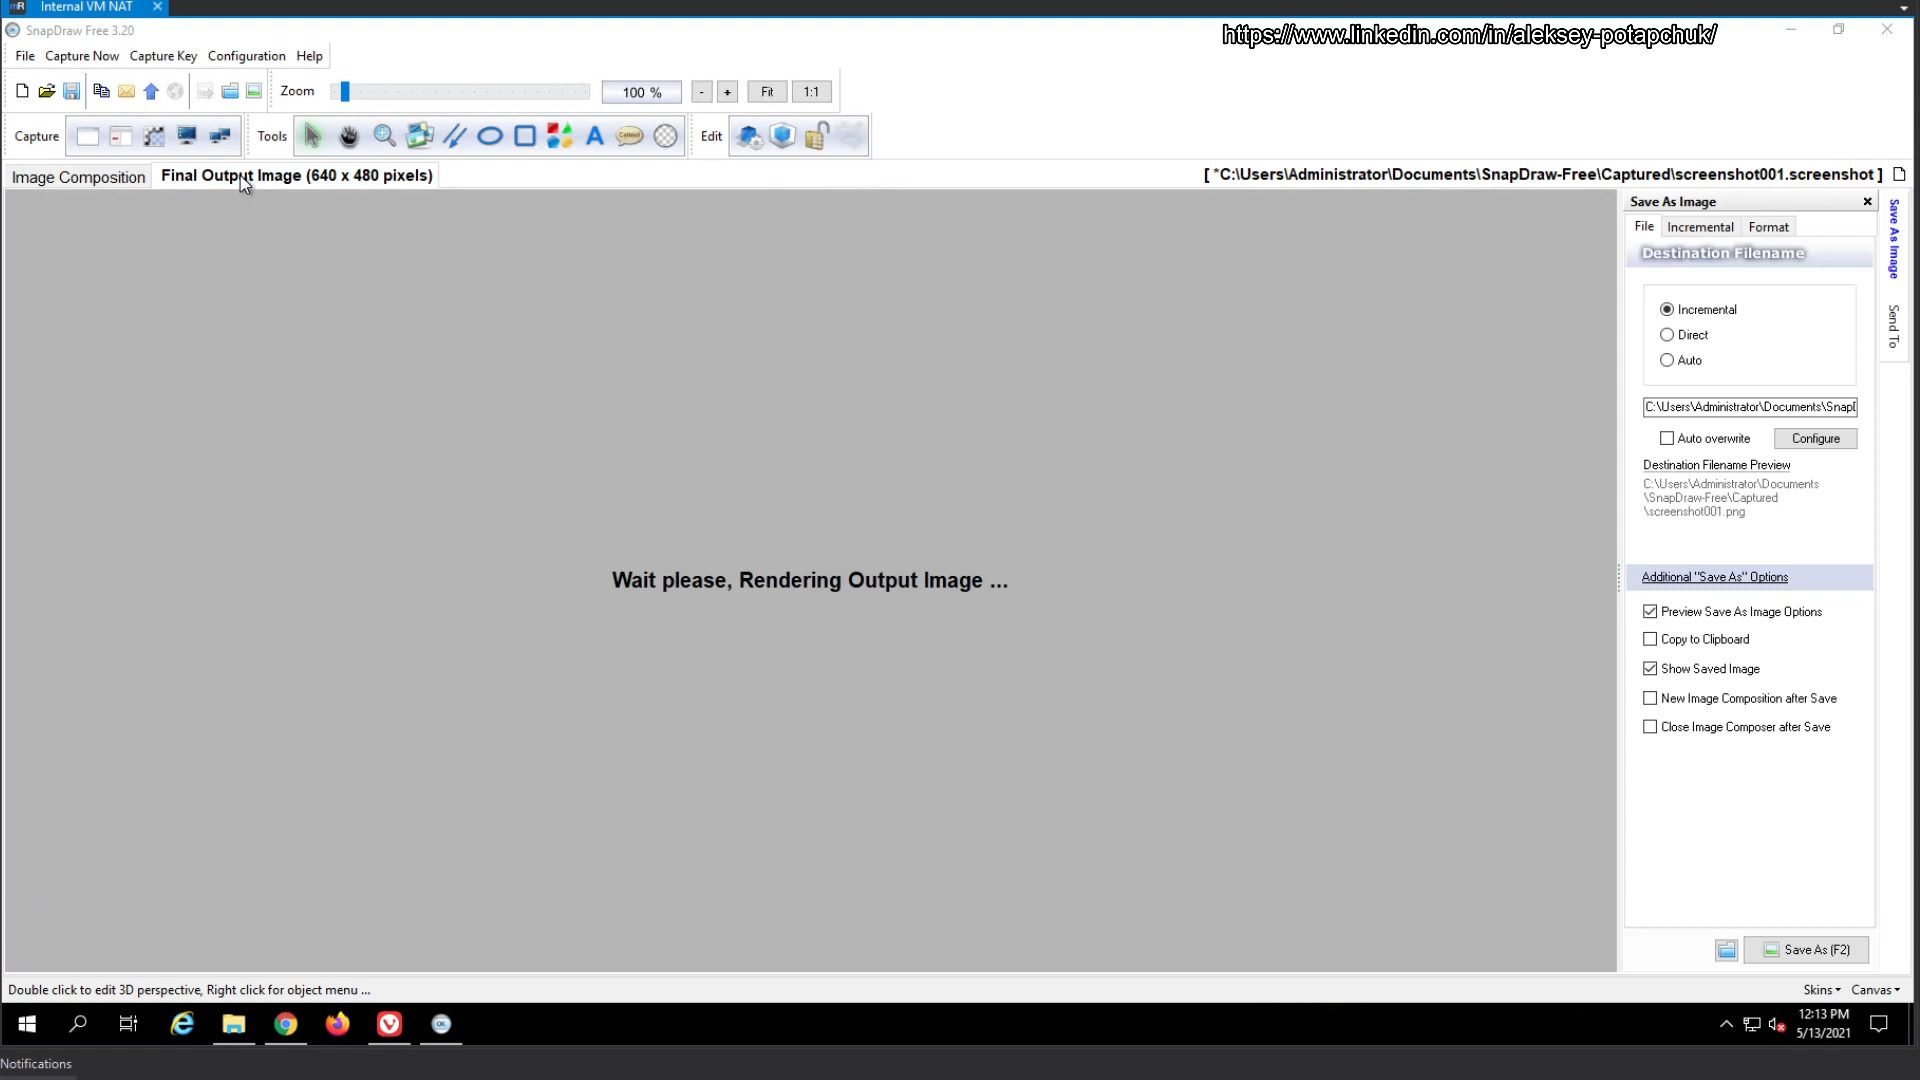 mR Internal VM NAT
SnapDraw Free 3.20
https://www.linkedin.com/in/aleksey-potapchuk/
File Capture Now Capture Key Configuration Help
Zoom 100 % - + Fit 1:1
Capture Tools A Callout Edit
Image Composition Final Output Image (640 x 480 pixels) [ *C:\Users\Administrator\Documents\SnapDraw-Free\Captured\screenshot001.screenshot ]
Save As Image
Save As Image
Send To
File Incremental Format
Destination Filename
Incremental
Direct
Auto
C:\Users\Administrator\Documents\Snap
Auto overwrite Configure
Destination Filename Preview
C:\Users\Administrator\Documents
\SnapDraw-Free\Captured
\screenshot001.png
Wait please, Rendering Output Image ...
Additional "Save As" Options
Preview Save As Image Options
Copy to Clipboard
Show Saved Image
New Image Composition after Save
Close Image Composer after Save
Save As (F2)
Double click to edit 3D perspective, Right click for object menu ... Skins Canvas
12:13 PM
5/13/2021
Notifications